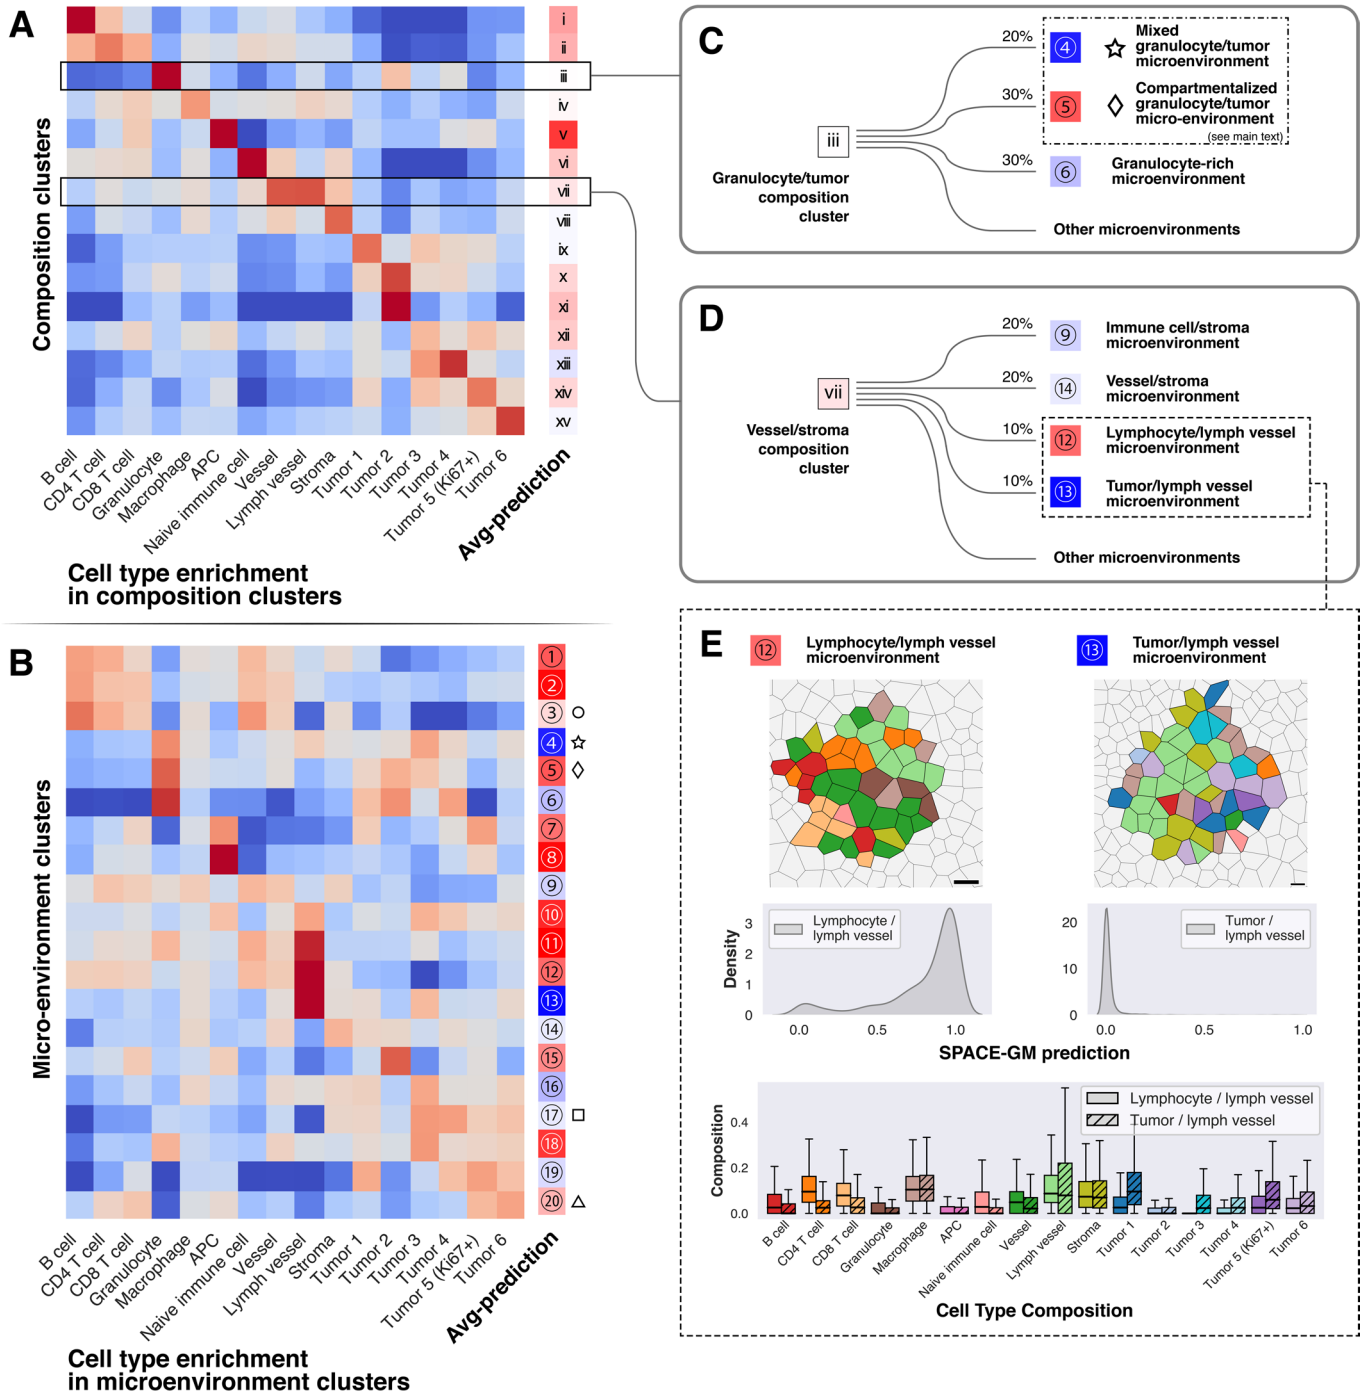 A
Composition clusters
i
ii
iii
iv
v
vi
vii
viii
ix
x
xi
xii
xiii
xiv
xv
B cell
CD4 T cell
CD8 T cell
Granulocyte
Macrophage
APC
Naive immune cell
Vessel
Lymph vessel
Stroma
Tumor 1
Tumor 2
Tumor 3
Tumor 4
Tumor 5 (Ki67+)
Tumor 6
Avg-prediction
Cell type enrichment
in composition clusters
B
Micro-environment clusters
1
2
3
4
5
6
7
8
9
10
11
12
13
14
15
16
17
18
19
20
B cell
CD4 T cell
CD8 T cell
Granulocyte
Macrophage
APC
Naive immune cell
Vessel
Lymph vessel
Stroma
Tumor 1
Tumor 2
Tumor 3
Tumor 4
Tumor 5 (Ki67+)
Tumor 6
Avg-prediction
Cell type enrichment
in microenvironment clusters
C
iii
Granulocyte/tumor
composition
cluster
20%
4
Mixed
granulocyte/tumor
microenvironment
30%
5
Compartmentalized
granulocyte/tumor
micro-environment
(see main text)
30%
6
Granulocyte-rich
microenvironment
Other microenvironments
D
vii
Vessel/stroma
composition
cluster
20%
9
Immune cell/stroma
microenvironment
20%
14
Vessel/stroma
microenvironment
10%
12
Lymphocyte/lymph vessel
microenvironment
10%
13
Tumor/lymph vessel
microenvironment
Other microenvironments
E
12
Lymphocyte/lymph vessel
microenvironment
13
Tumor/lymph vessel
microenvironment
Density
3
2
1
0
Lymphocyte /
lymph vessel
0.0 0.5 1.0
20
10
0
Tumor /
lymph vessel
0.0 0.5 1.0
SPACE-GM prediction
Composition
0.4
0.2
0.0
Lymphocyte / lymph vessel
Tumor / lymph vessel
B cell
CD4 T cell
CD8 T cell
Granulocyte
Macrophage
APC
Naive immune cell
Vessel
Lymph vessel
Stroma
Tumor 1
Tumor 2
Tumor 3
Tumor 4
Tumor 5 (Ki67+)
Tumor 6
Cell Type Composition